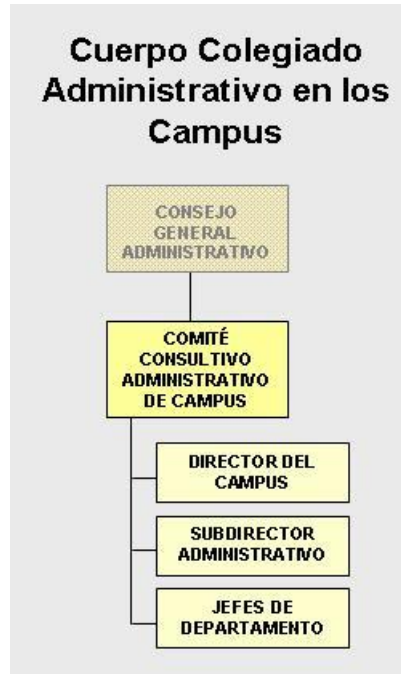 Cuerpo Colegiado
Administrativo en los
Campus
CONSEJO
GENERAL
ADMINISTRATIVO
COMITÉ
CONSULTIVO
ADMINISTRATIVO
DE CAMPUS
DIRECTOR DEL
CAMPUS
SUBDIRECTOR
ADMINISTRATIVO
JEFES DE
DEPARTAMENTO